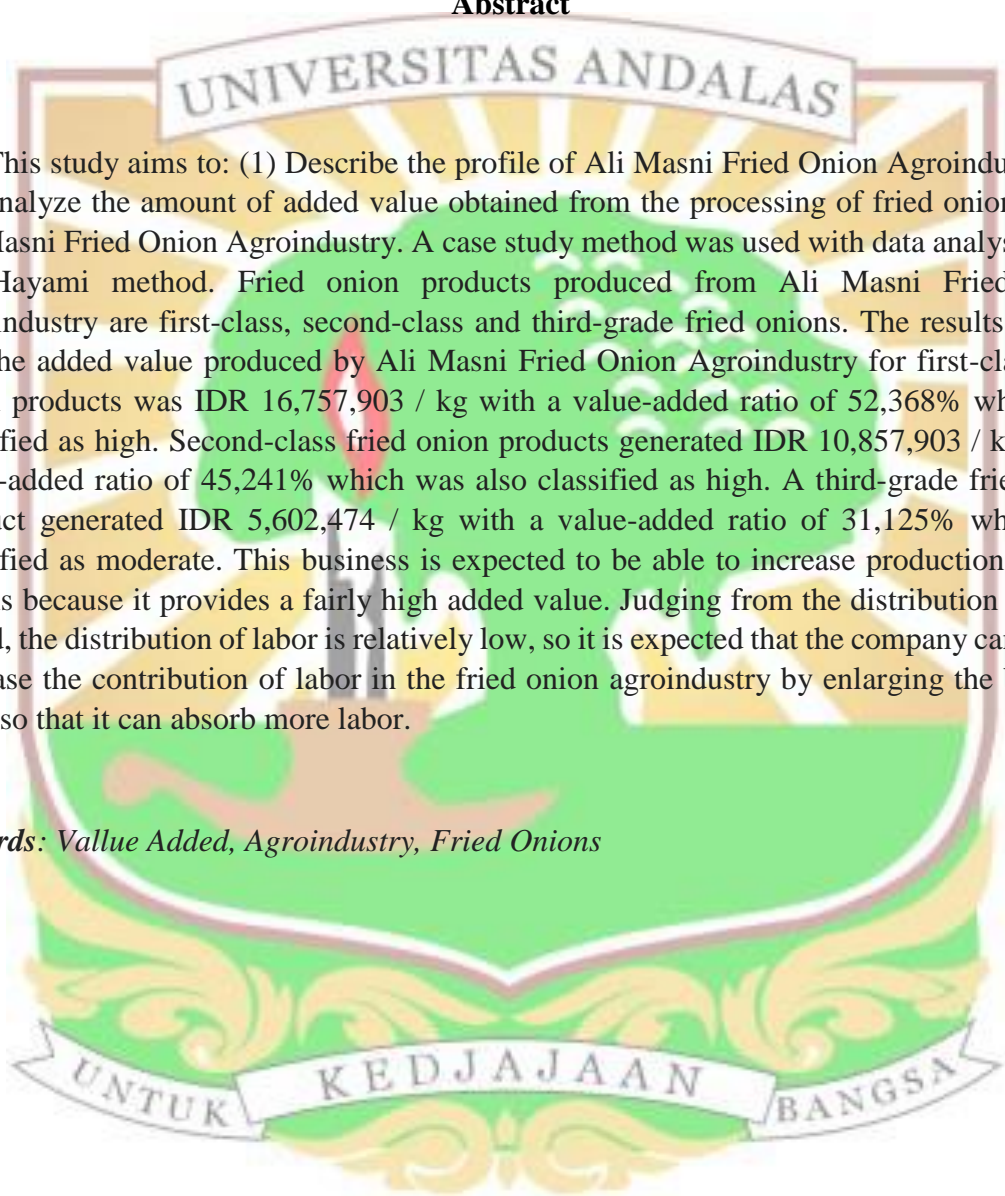 Abstract
UNIVERSITAS ANDALAS
This study aims to: (1) Describe the profile of Ali Masni Fried Onion Agroindu
nalyze the amount of added value obtained from the processing of fried onion
Masni Fried Onion Agroindustry. A case study method was used with data analys
Hayami method. Fried onion products produced from Ali Masni Fried
industry are first-class, second-class and third-grade fried onions. The results
he added value produced by Ali Masni Fried Onion Agroindustry for first-cla
products was IDR 16,757,903 / kg with a value-added ratio of 52,368% wh
fied as high. Second-class fried onion products generated IDR 10,857,903 / k
-added ratio of 45,241% which was also classified as high. A third-grade frie
uct generated IDR 5,602,474 / kg with a value-added ratio of 31,125% wh
fied as moderate. This business is expected to be able to increase production
s because it provides a fairly high added value. Judging from the distribution
, the distribution of labor is relatively low, so it is expected that the company ca
ase the contribution of labor in the fried onion agroindustry by enlarging the
so that it can absorb more labor.
rds: Vallue Added, Agroindustry, Fried Onions
UNTUK KEDJAJAAN BANGSA